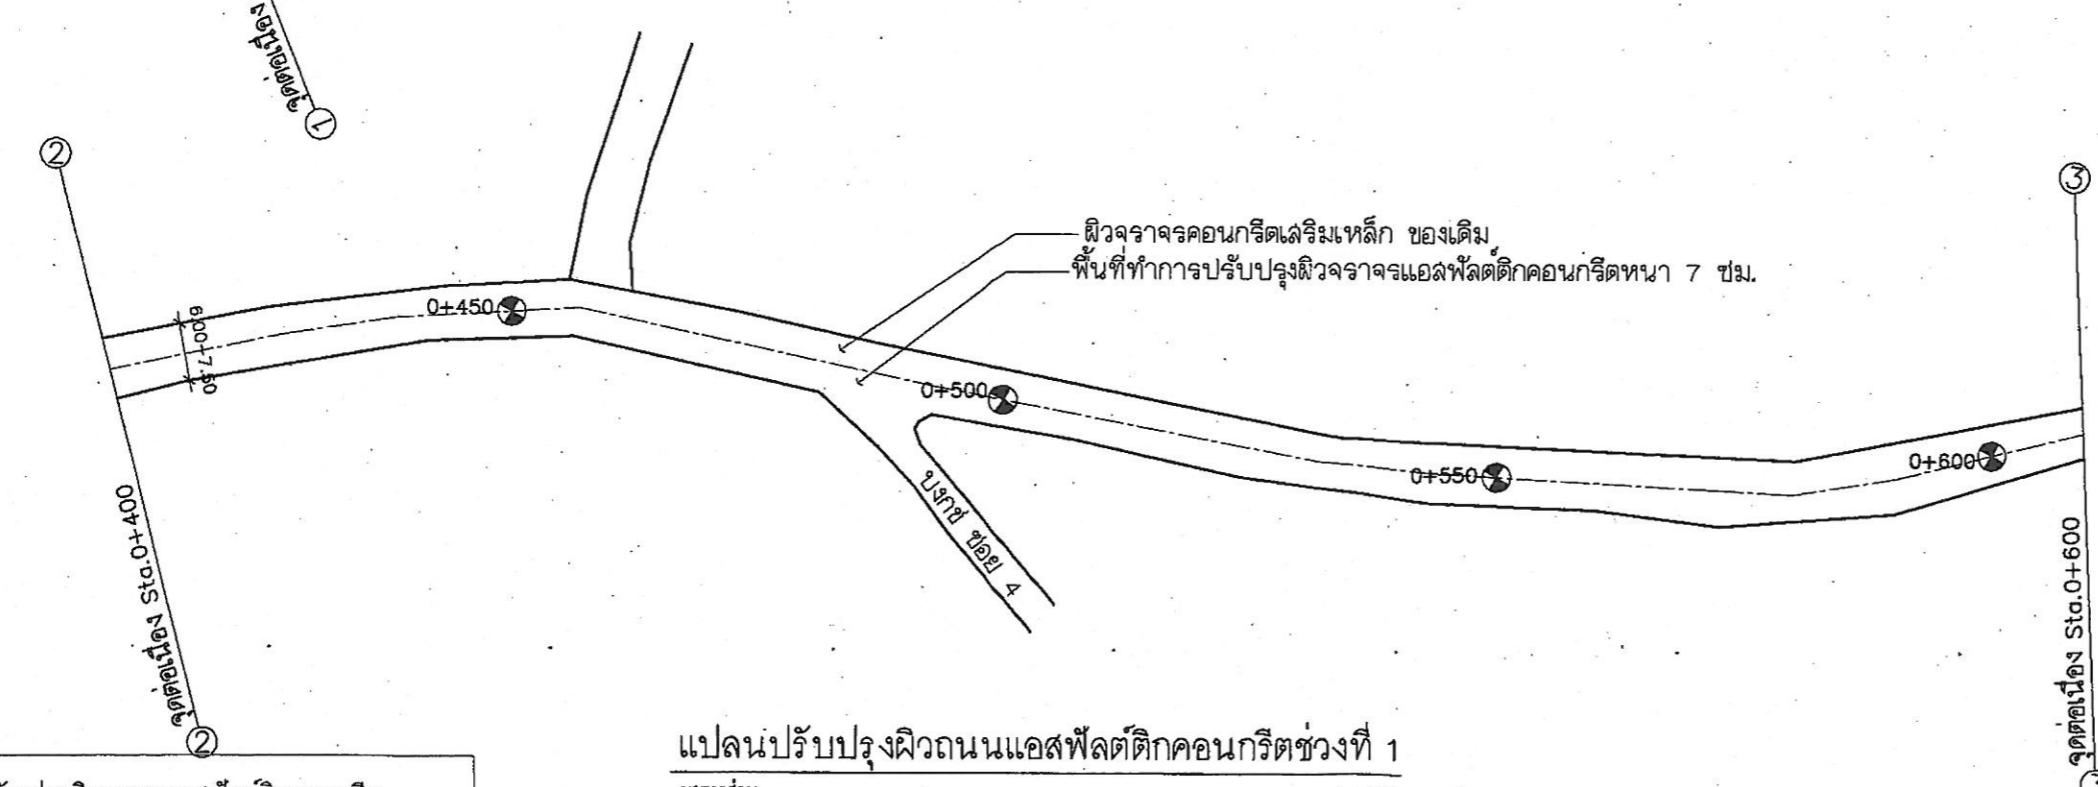 จุดต่อเนื่อง
1
2
3
ผิวจราจรคอนกรีตเสริมเหล็ก ของเดิม
พื้นที่ทำการปรับปรุงผิวจราจรแอสฟัลต์ติกคอนกรีตหนา 7 ซม.
6.00-7.50
0+450
0+500
0+550
0+600
บงกช ซอย 4
จุดต่อเนื่อง Sta.0+400
2
จุดต่อเนื่อง Sta.0+600
แปลนปรับปรุงผิวถนนแอสฟัลต์ติกคอนกรีตช่วงที่ 1